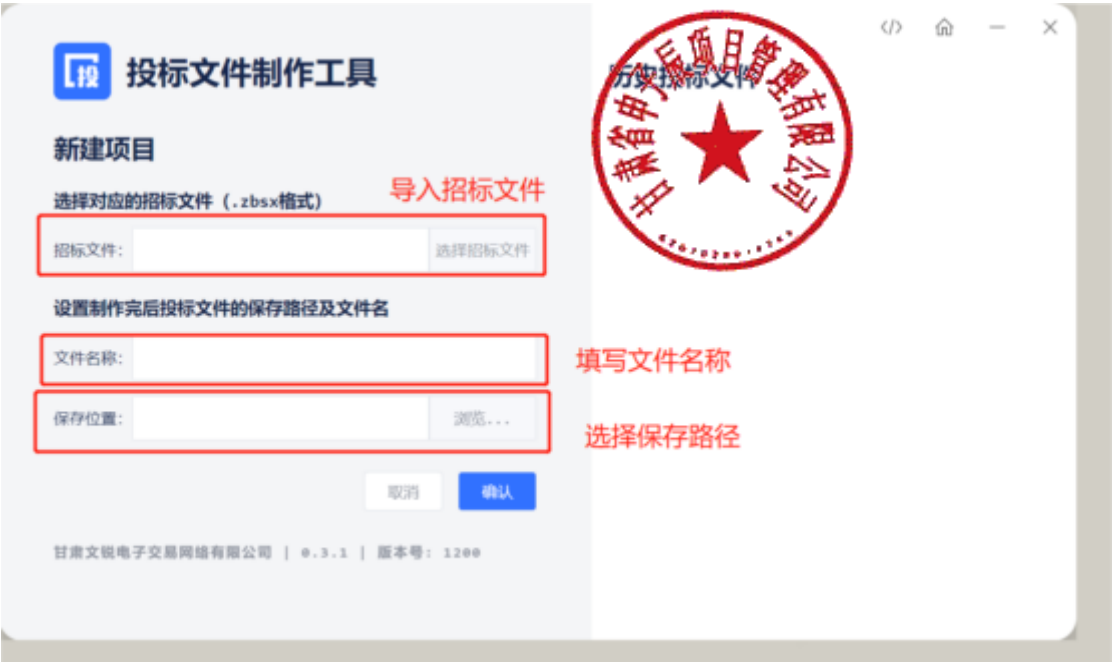 投标文件制作工具
新建项目
选择对应的招标文件（.zbsx格式）
导入招标文件
招标文件：
选择招标文件
设置制作完后投标文件的保存路径及文件名
文件名称：
填写文件名称
保存位置：
浏览...
选择保存路径
取消
确认
甘肃文锐电子交易网络有限公司 | 0.3.1 | 版本号：1200
历史投标文件
</>
甘肃省申子辰项目管理有限公司